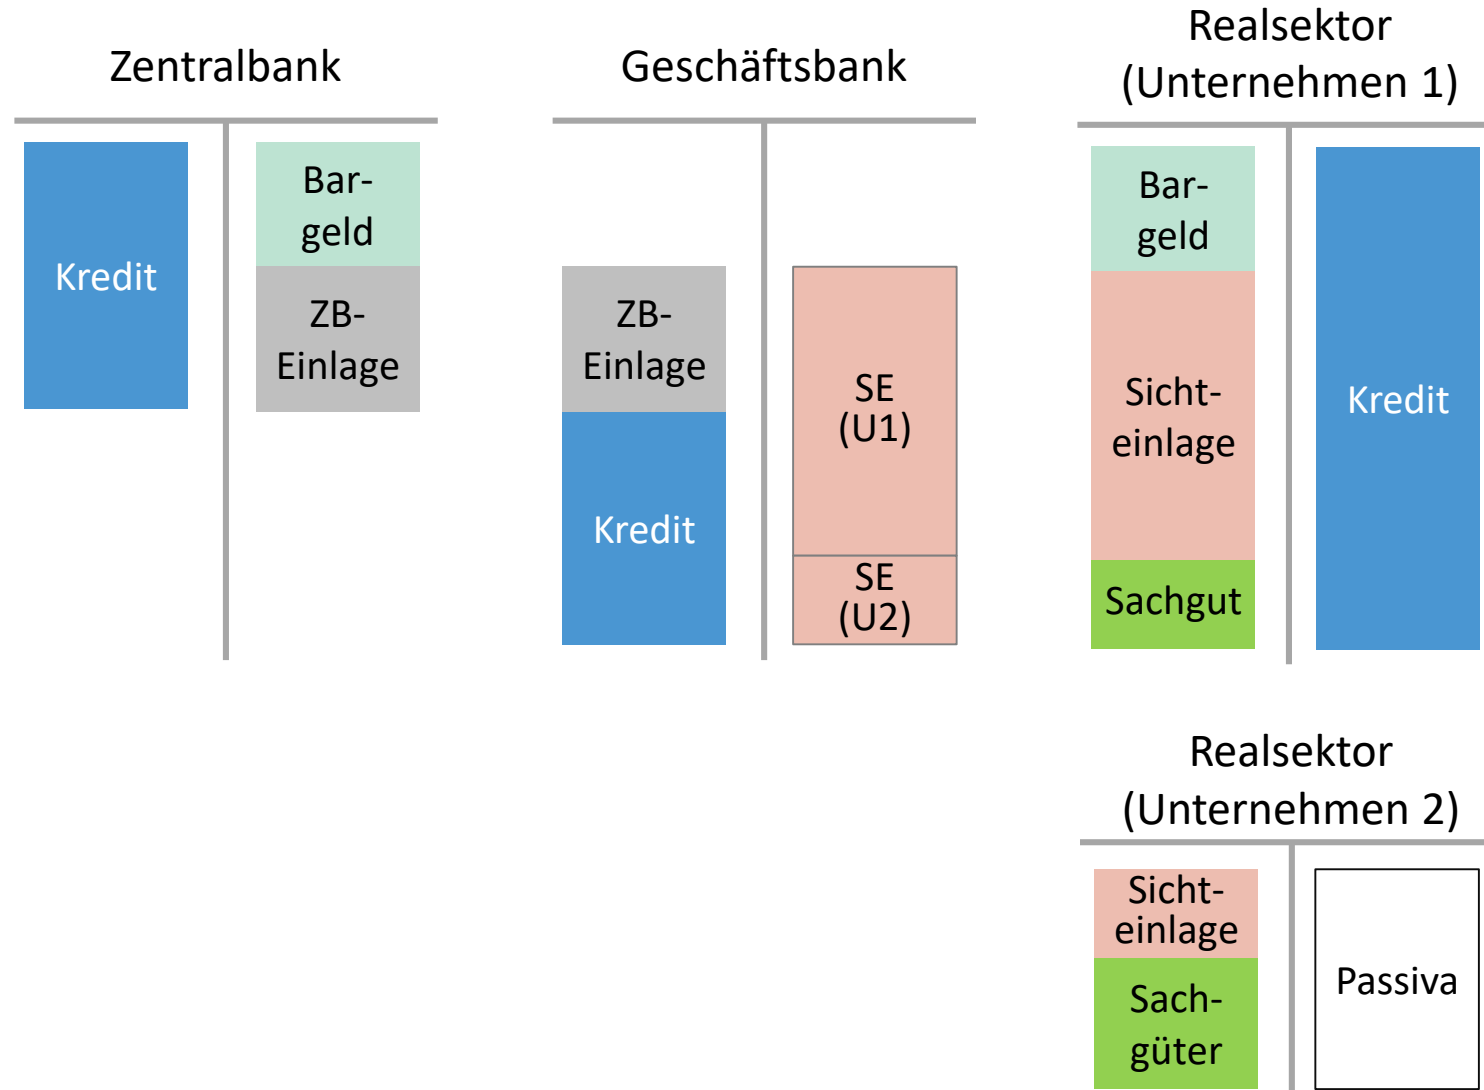 Zentralbank
Kredit
Bar-
geld
ZB-
Einlage
Geschäftsbank
ZB-
Einlage
Kredit
SE
(U1)
SE
(U2)
Realsektor
(Unternehmen 1)
Bar-
geld
Sicht-
einlage
Sachgut
Kredit
Realsektor
(Unternehmen 2)
Sicht-
einlage
Sach-
güter
Passiva